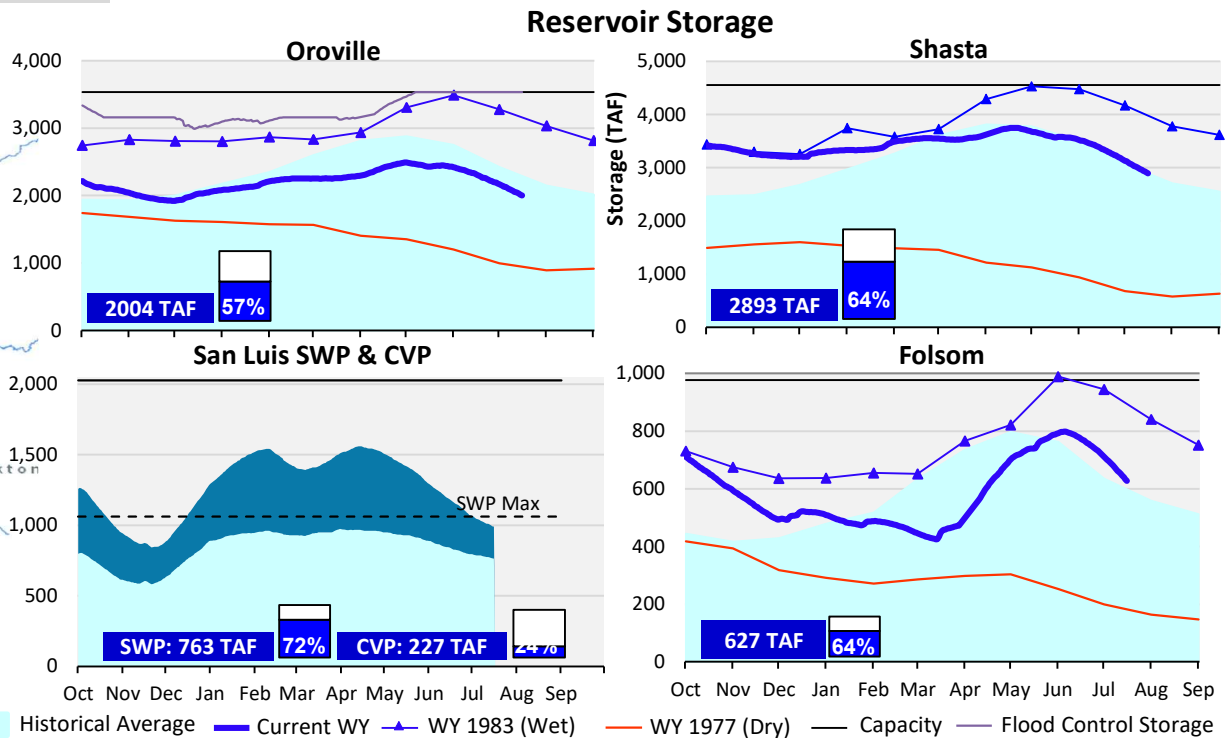 Reservoir Storage
Oroville
4,000
3,000
2,000
1,000
0
2004 TAF
57%
Shasta
Storage (TAF)
5,000
4,000
3,000
2,000
1,000
0
2893 TAF
64%
San Luis SWP & CVP
2,000
1,500
1,000
500
0
SWP Max
SWP: 763 TAF
72%
CVP: 227 TAF
24%
Oct Nov Dec Jan Feb Mar Apr May Jun Jul Aug Sep
Folsom
1,000
800
600
400
200
0
627 TAF
64%
Oct Nov Dec Jan Feb Mar Apr May Jun Jul Aug Sep
Historical Average Current WY WY 1983 (Wet) WY 1977 (Dry) Capacity Flood Control Storage